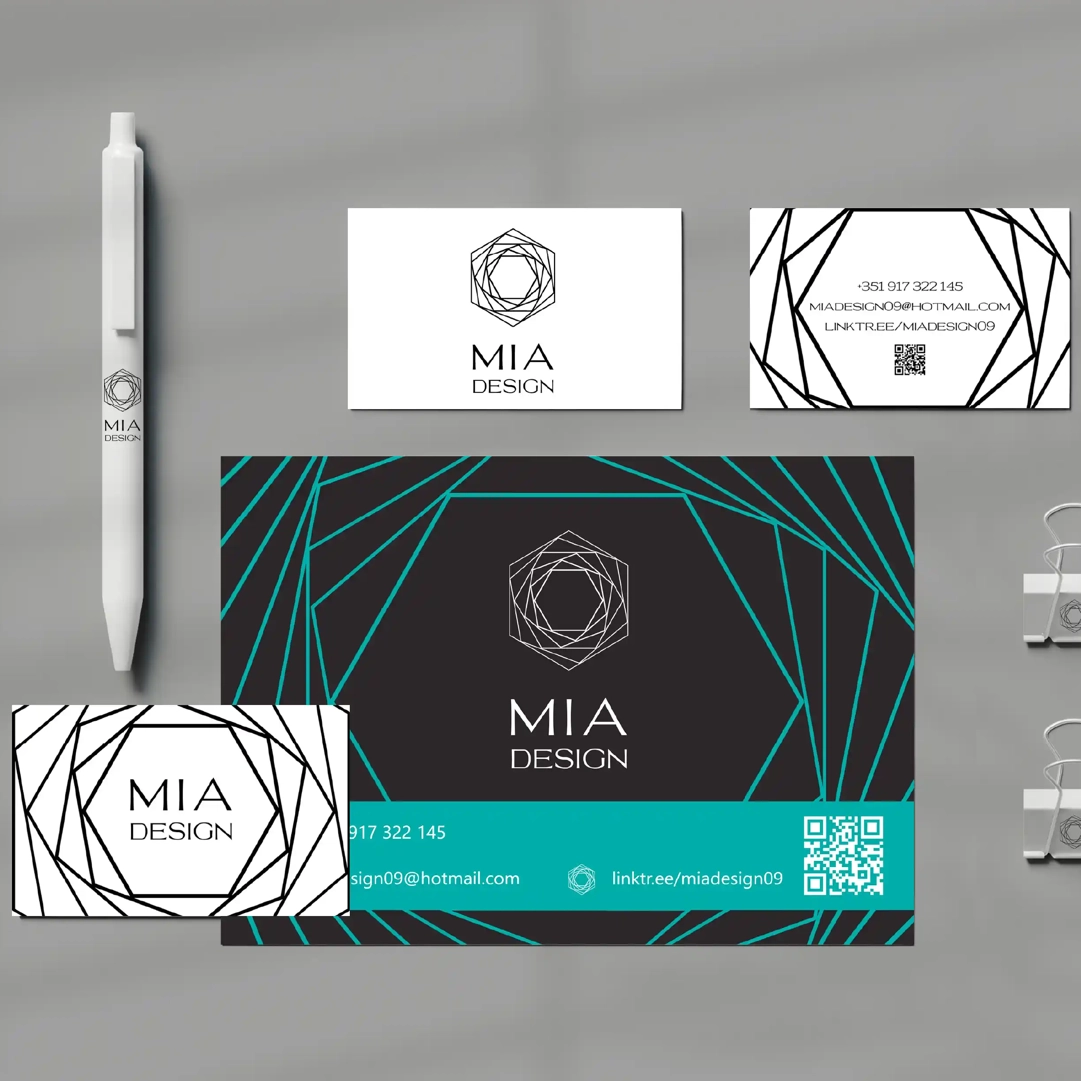 MIA
DESIGN
+351 917 322 145
MIADESIGN09@HOTMAIL.COM
LINKTR.EE/MIADESIGN09
MIA
DESIGN
MIA
DESIGN
MIA
DESIGN
917 322 145
sign09@hotmail.com
linktr.ee/miadesign09